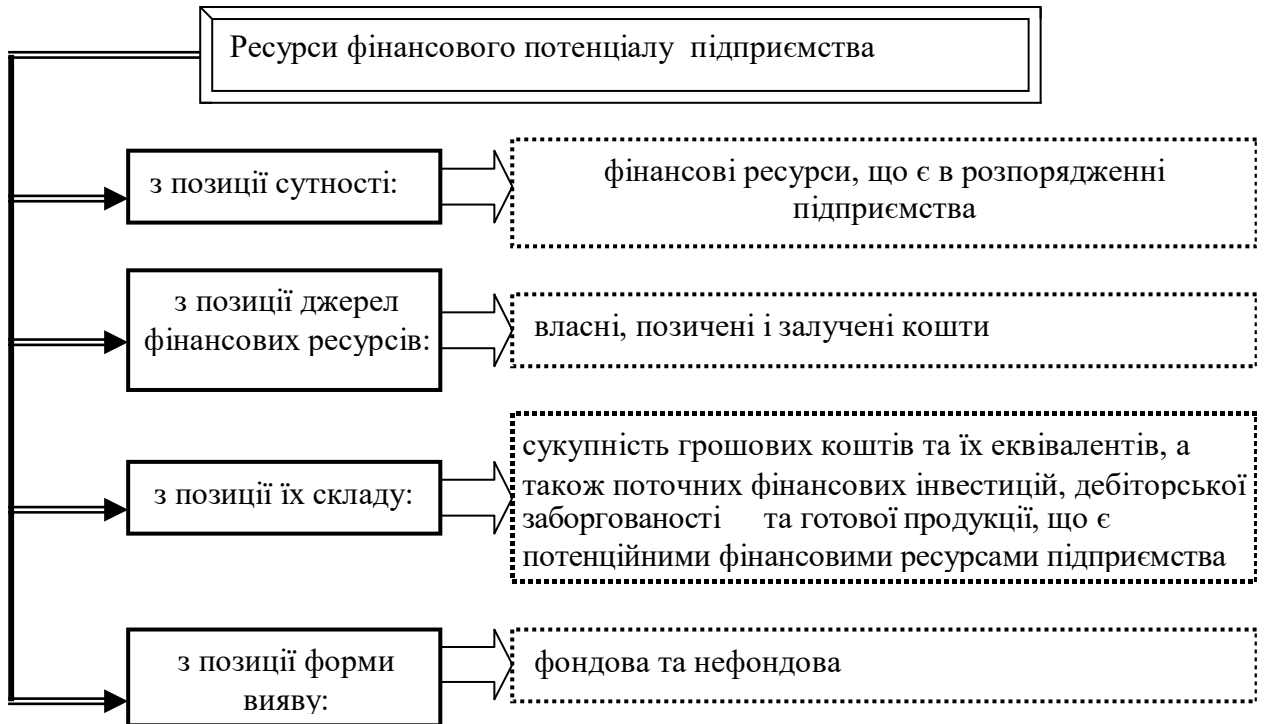 Ресурси фінансового потенціалу підприємства
з позиції сутності:
фінансові ресурси, що є в розпорядженні
підприємства
з позиції джерел
фінансових ресурсів:
власні, позичені і залучені кошти
з позиції їх складу:
сукупність грошових коштів та їх еквівалентів, а
також поточних фінансових інвестицій, дебіторської
заборгованості та готової продукції, що є
потенційними фінансовими ресурсами підприємства
з позиції форми
вияву:
фондова та нефондова